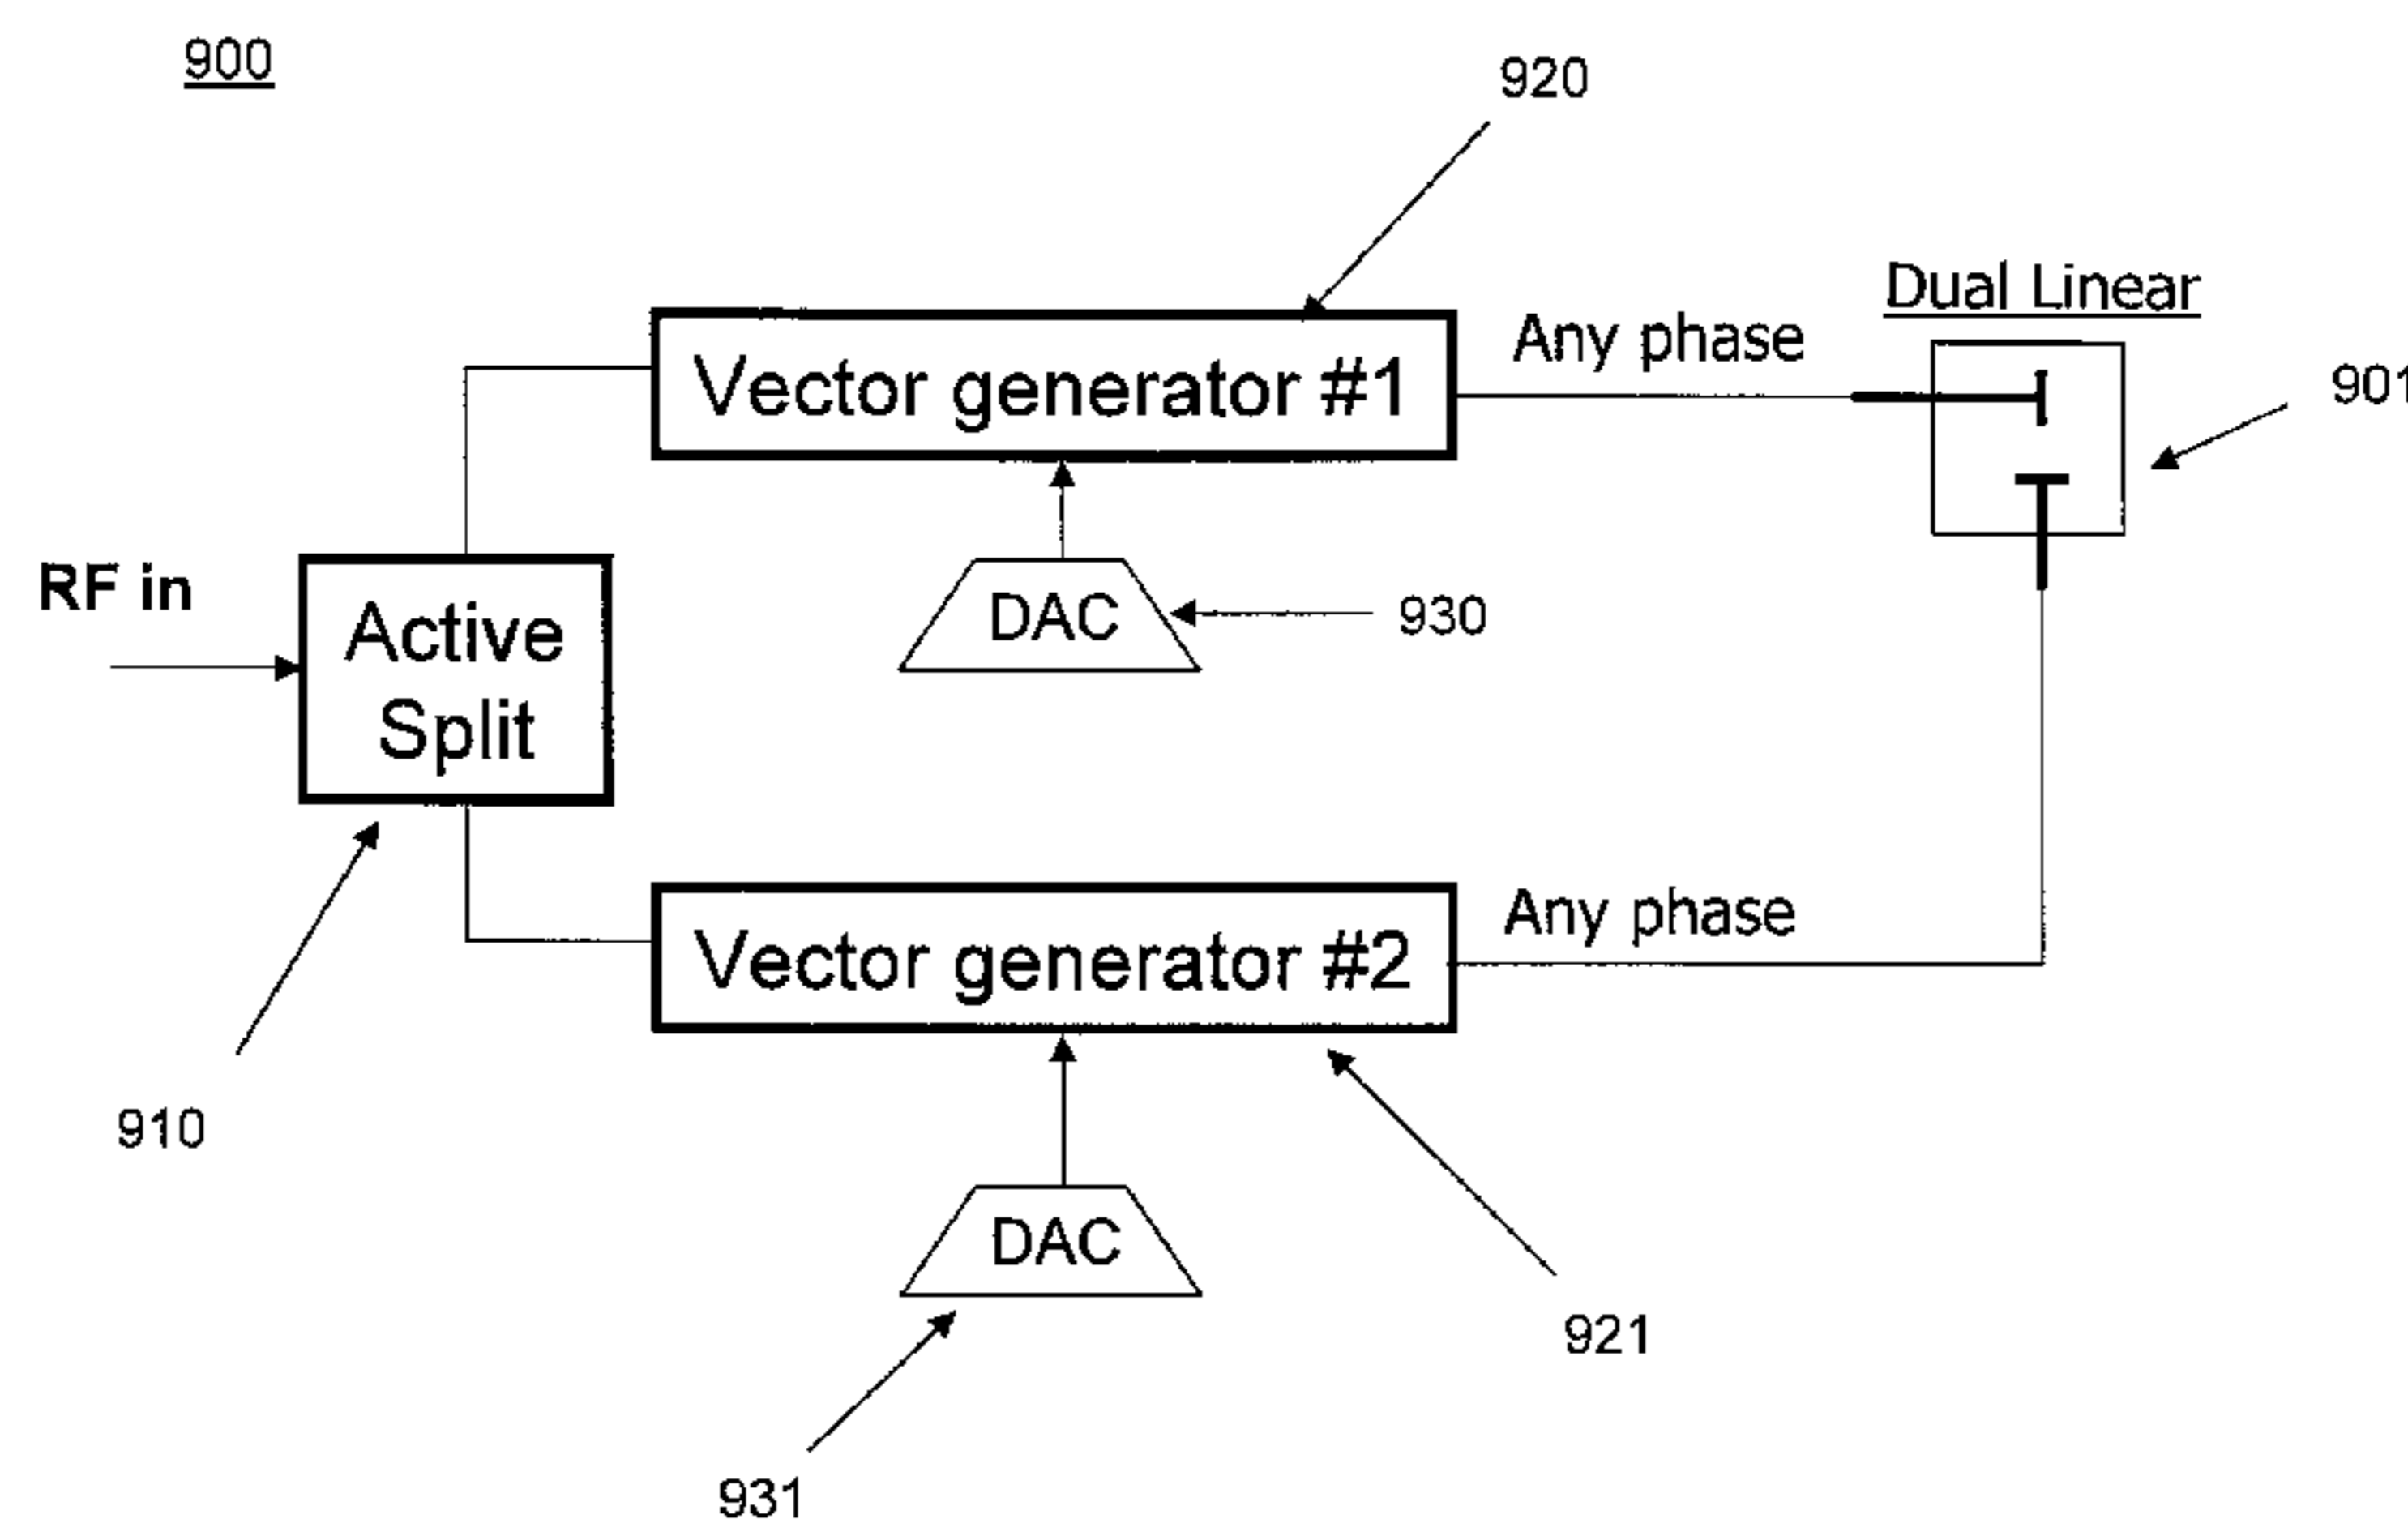 900
920
Dual Linear
Any phase
Vector generator #1
901
RF in
Active
Split
DAC
930
Any phase
Vector generator #2
910
DAC
921
931